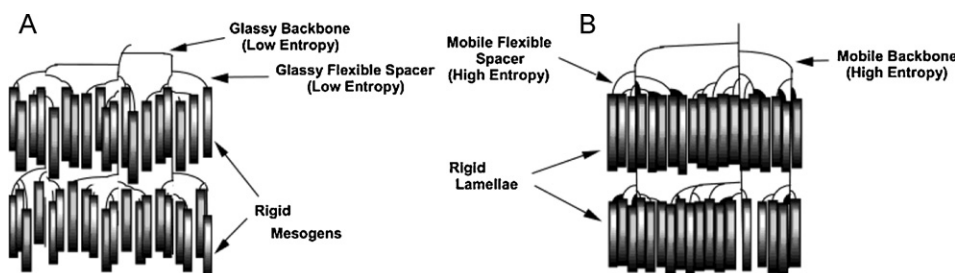 A
Glassy Backbone
(Low Entropy)
Glassy Flexible Spacer
(Low Entropy)
Rigid
Mesogens
B
Mobile Flexible
Spacer
(High Entropy)
Mobile Backbone
(High Entropy)
Rigid
Lamellae